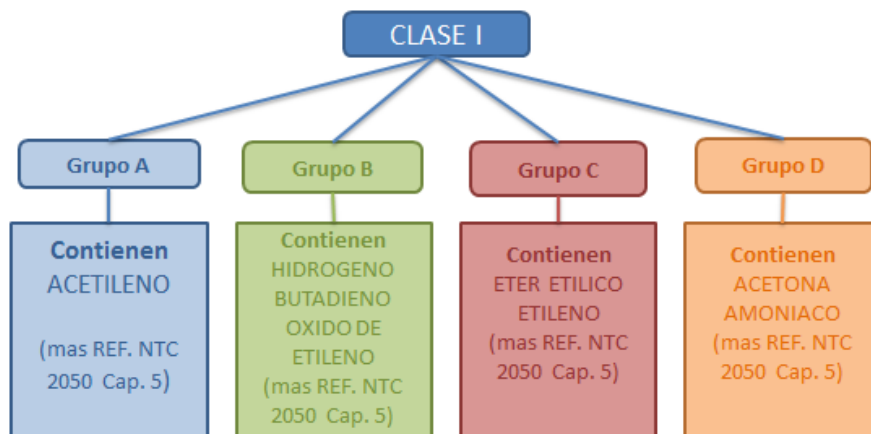 CLASE I
Grupo A
Grupo B
Grupo C
Grupo D
Contienen
ACETILENO
(mas REF. NTC
2050 Cap. 5)
Contienen
HIDROGENO
BUTADIENO
OXIDO DE
ETILENO
(mas REF. NTC
2050 Cap. 5)
Contienen
ETER ETILICO
ETILENO
(mas REF. NTC
2050 Cap. 5)
Contienen
ACETONA
AMONIACO
(mas REF. NTC
2050 Cap. 5)